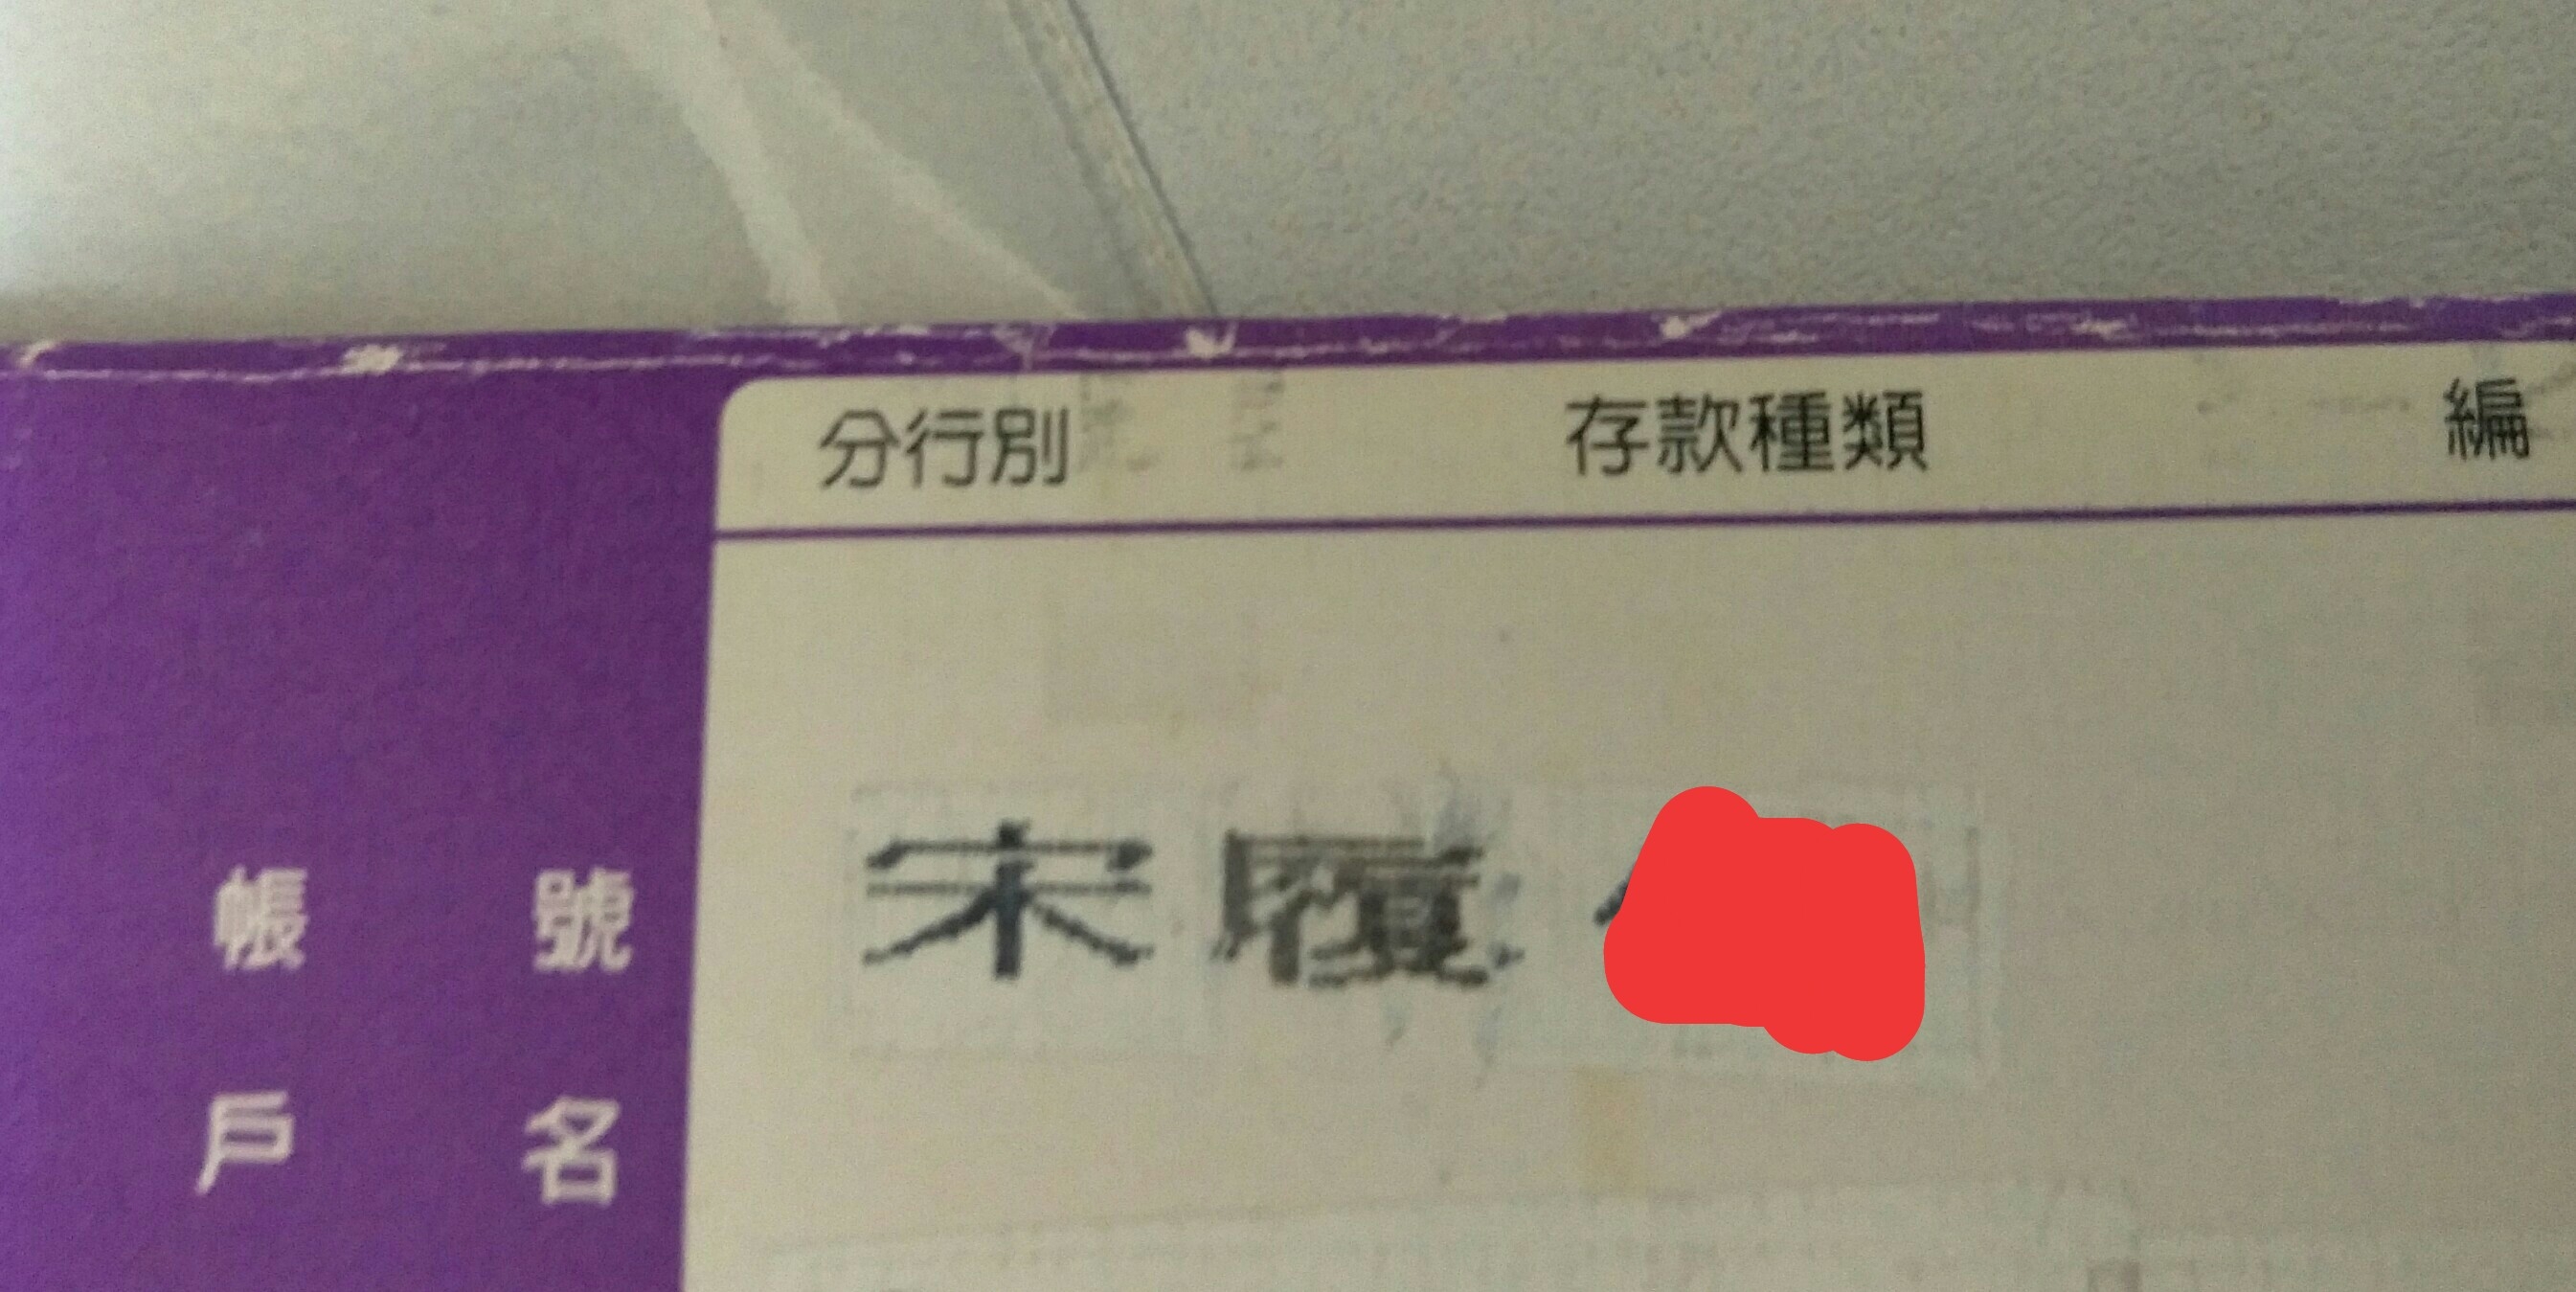 分行別 存款種類 編
帳號 宋
戶名